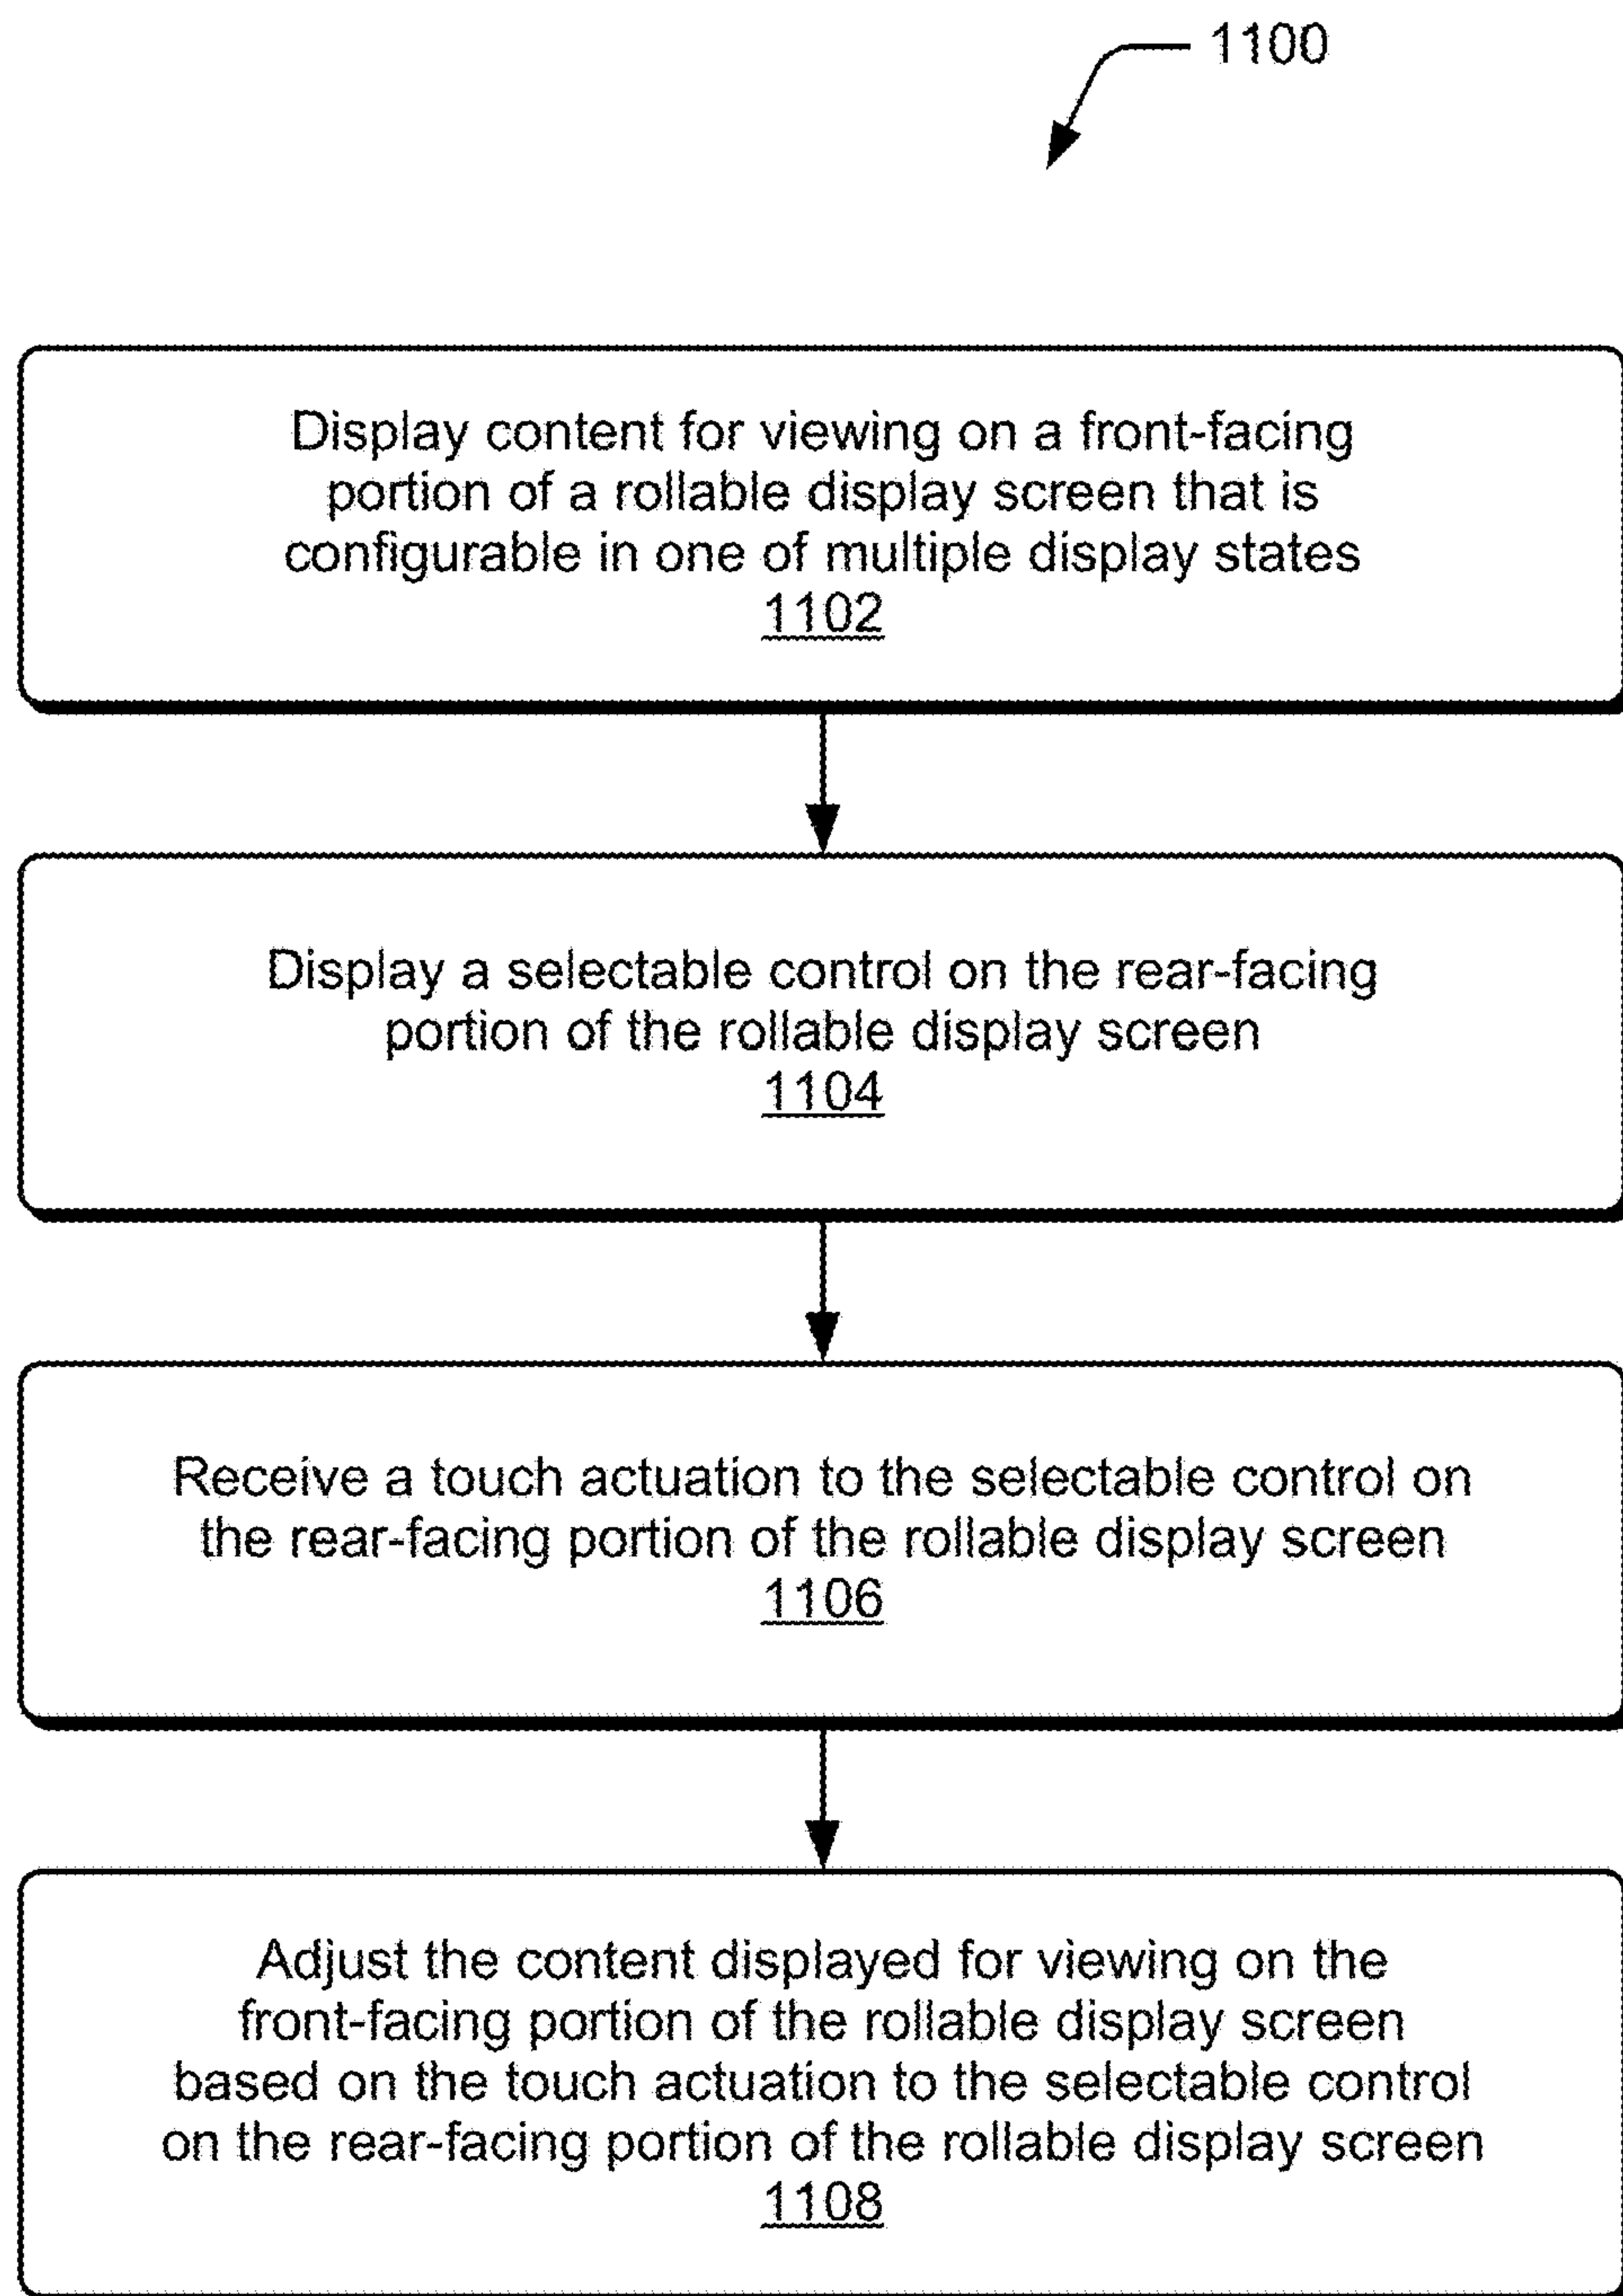 1100
Display content for viewing on a front-facing
portion of a rollable display screen that is
configurable in one of multiple display states
1102
Display a selectable control on the rear-facing
portion of the rollable display screen
1104
Receive a touch actuation to the selectable control on
the rear-facing portion of the rollable display screen
1106
Adjust the content displayed for viewing on the
front-facing portion of the rollable display screen
based on the touch actuation to the selectable control
on the rear-facing portion of the rollable display screen
1108